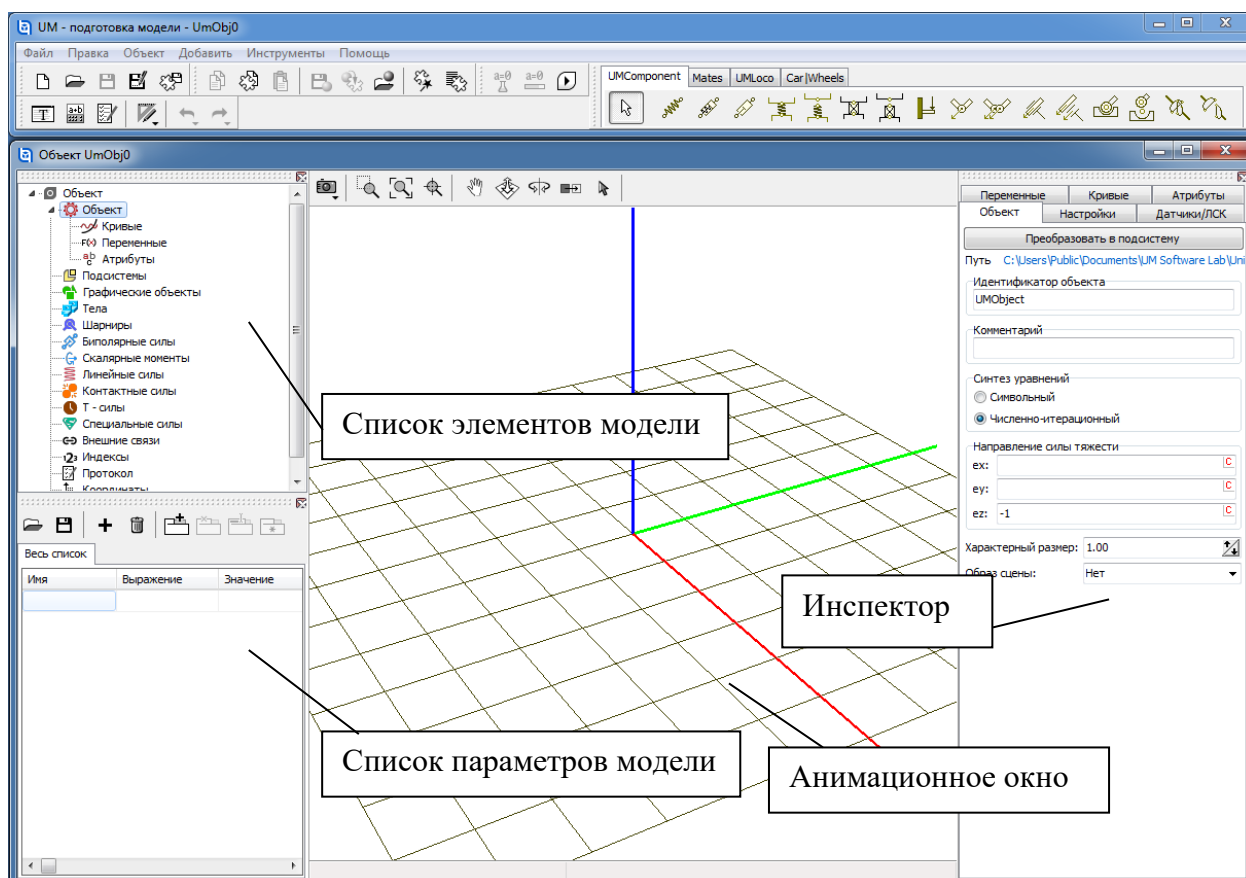 UM - подготовка модели - UmObj0
Файл Правка Объект Добавить Инструменты Помощь
UMComponent Mates UMLoco Car|Wheels
Объект UmObj0
Объект
Объект
Кривые
Переменные
Атрибуты
Подсистемы
Графические объекты
Тела
Шарниры
Биполярные силы
Скалярные моменты
Линейные силы
Контактные силы
Т - силы
Специальные силы
Внешние связи
Индексы
Протокол
Координаты
Весь список
Имя Выражение Значение
Список элементов модели
Список параметров модели
Инспектор
Анимационное окно
Переменные Кривые Атрибуты
Объект Настройки Датчики/ЛСК
Преобразовать в подсистему
Путь C:\Users\Public\Documents\UM Software Lab\Uni
Идентификатор объекта
UMObject
Комментарий
Синтез уравнений
Символьный
Численно-итерационный
Направление силы тяжести
ex: C
ey: C
ez: -1 C
Характерный размер: 1.00
Образ сцены: Нет